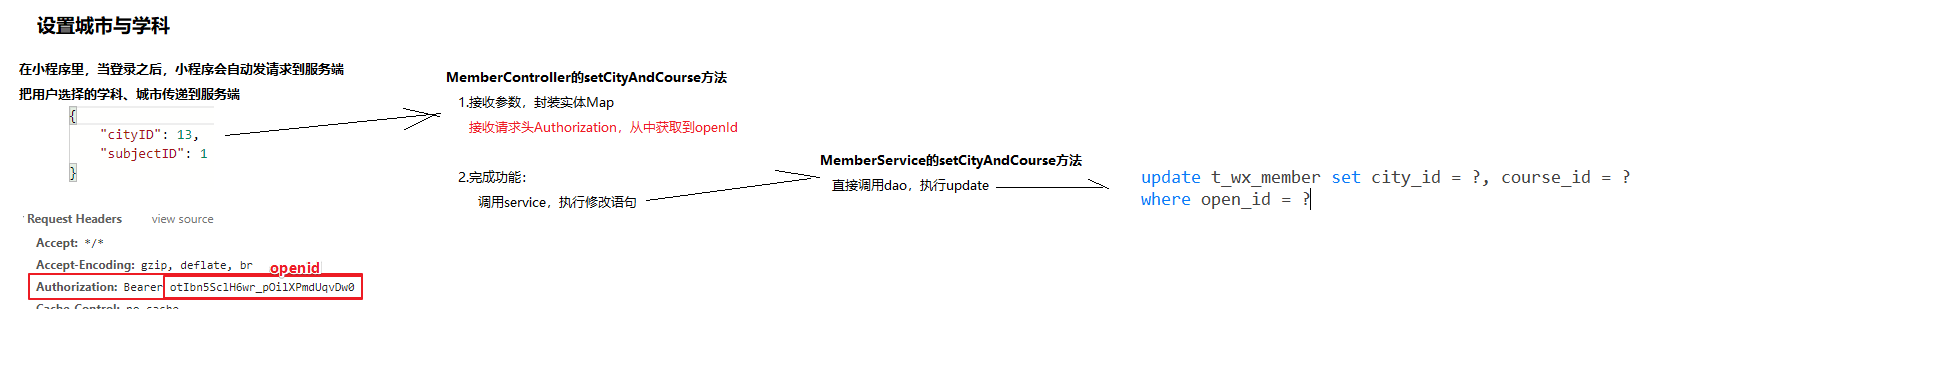 设置城市与学科
在小程序里，当登录之后，小程序会自动发请求到服务端
把用户选择的学科、城市传递到服务端
{
"cityID": 13,
"subjectID": 1
}
Request Headers view source
Accept: */*
Accept-Encoding: gzip, deflate, br
openid
Authorization: Bearer otIbn5SclH6wr_pOilXPmdUqvDw0
Cache-Control: no-cache
MemberController的setCityAndCourse方法
1.接收参数，封装实体Map
接收请求头Authorization，从中获取到openId
2.完成功能：
调用service，执行修改语句
MemberService的setCityAndCourse方法
直接调用dao，执行update
update t_wx_member set city_id = ?, course_id = ?
where open_id = ?